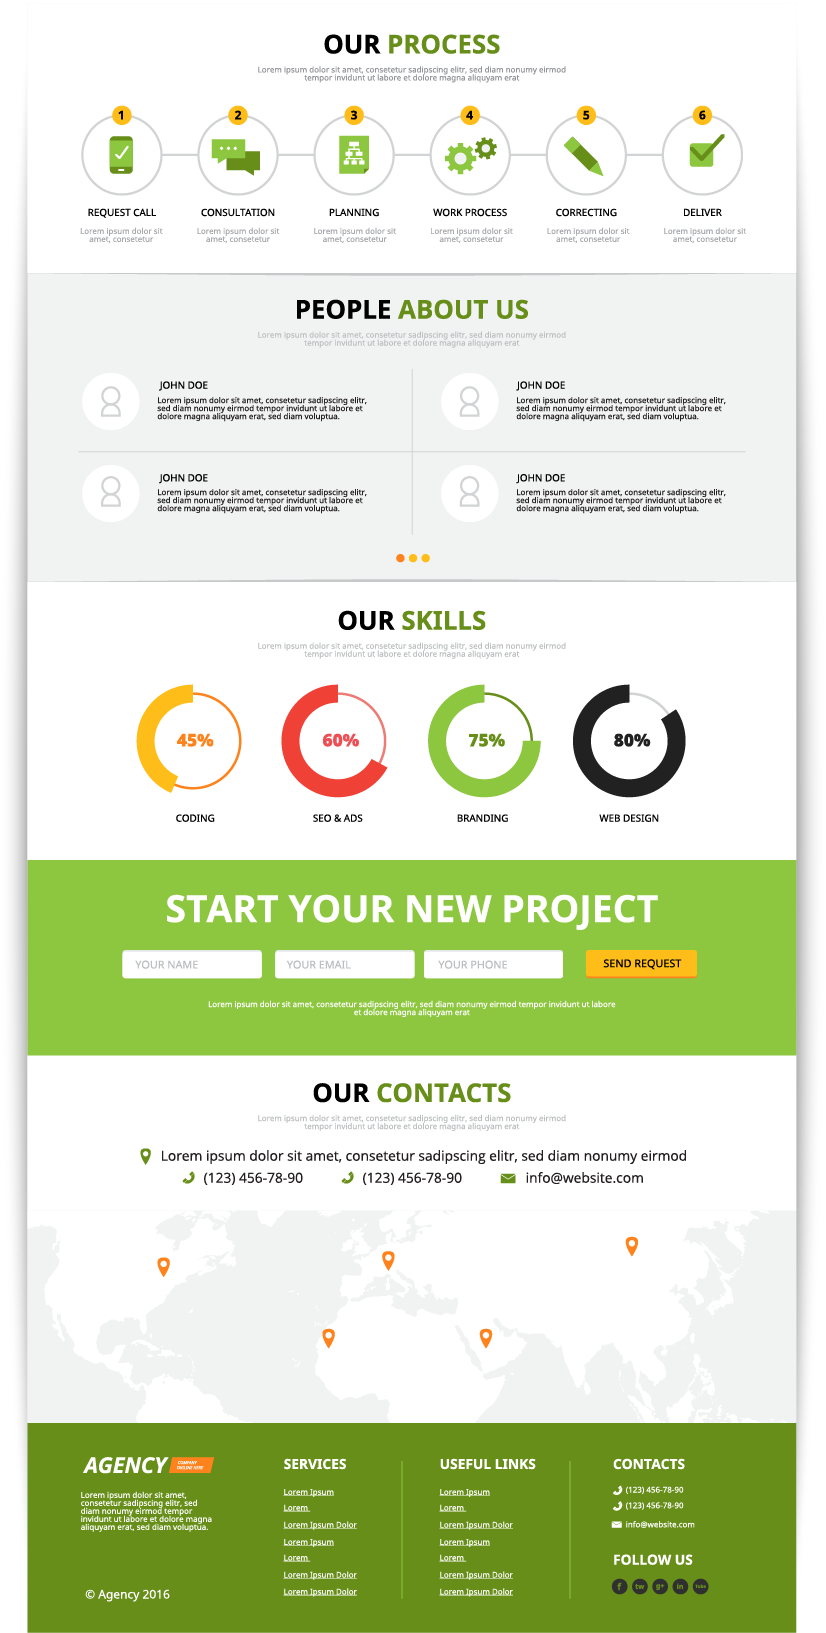 OUR PROCESS
Lorem ipsum dolor sit amet, consetetur sadipscing elitr, sed diam nonumy eirmod
tempor invidunt ut labore et dolore magna aliquyam erat
1 2 3 4 5 6
REQUEST CALL CONSULTATION PLANNING WORK PROCESS CORRECTING DELIVER
Lorem ipsum dolor sit Lorem ipsum dolor sit Lorem ipsum dolor sit Lorem ipsum dolor sit Lorem ipsum dolor sit Lorem ipsum dolor sit
amet, consetetur amet, consetetur amet, consetetur amet, consetetur amet, consetetur amet, consetetur
PEOPLE ABOUT US
Lorem ipsum dolor sit amet, consetetur sadipscing elitr, sed diam nonumy eirmod
tempor invidunt ut labore et dolore magna aliquyam erat
JOHN DOE
Lorem ipsum dolor sit amet, consetetur sadipscing elitr,
sed diam nonumy eirmod tempor invidunt ut labore et
dolore magna aliquyam erat, sed diam voluptua.
JOHN DOE
Lorem ipsum dolor sit amet, consetetur sadipscing elitr,
sed diam nonumy eirmod tempor invidunt ut labore et
dolore magna aliquyam erat, sed diam voluptua.
JOHN DOE
Lorem ipsum dolor sit amet, consetetur sadipscing elitr,
sed diam nonumy eirmod tempor invidunt ut labore et
dolore magna aliquyam erat, sed diam voluptua.
JOHN DOE
Lorem ipsum dolor sit amet, consetetur sadipscing elitr,
sed diam nonumy eirmod tempor invidunt ut labore et
dolore magna aliquyam erat, sed diam voluptua.
OUR SKILLS
Lorem ipsum dolor sit amet, consetetur sadipscing elitr, sed diam nonumy eirmod
tempor invidunt ut labore et dolore magna aliquyam erat
45% 60% 75% 80%
CODING SEO & ADS BRANDING WEB DESIGN
START YOUR NEW PROJECT
YOUR NAME YOUR EMAIL YOUR PHONE SEND REQUEST
Lorem ipsum dolor sit amet, consetetur sadipscing elitr, sed diam nonumy eirmod tempor invidunt ut labore
et dolore magna aliquyam erat
OUR CONTACTS
Lorem ipsum dolor sit amet, consetetur sadipscing elitr, sed diam nonumy eirmod
tempor invidunt ut labore et dolore magna aliquyam erat
Lorem ipsum dolor sit amet, consetetur sadipscing elitr, sed diam nonumy eirmod
(123) 456-78-90 (123) 456-78-90 info@website.com
AGENCY
COMPANY
Lorem ipsum dolor sit amet,
consetetur sadipscing elitr, sed
diam nonumy eirmod tempor
invidunt ut labore et dolore magna
aliquyam erat, sed diam voluptua.
© Agency 2016
SERVICES
Lorem Ipsum
Lorem
Lorem Ipsum Dolor
Lorem Ipsum
Lorem
Lorem Ipsum Dolor
Lorem Ipsum Dolor
USEFUL LINKS
Lorem Ipsum
Lorem
Lorem Ipsum Dolor
Lorem Ipsum
Lorem
Lorem Ipsum Dolor
Lorem Ipsum Dolor
CONTACTS
(123) 456-78-90
(123) 456-78-90
info@website.com
FOLLOW US
f tw g+ in tube